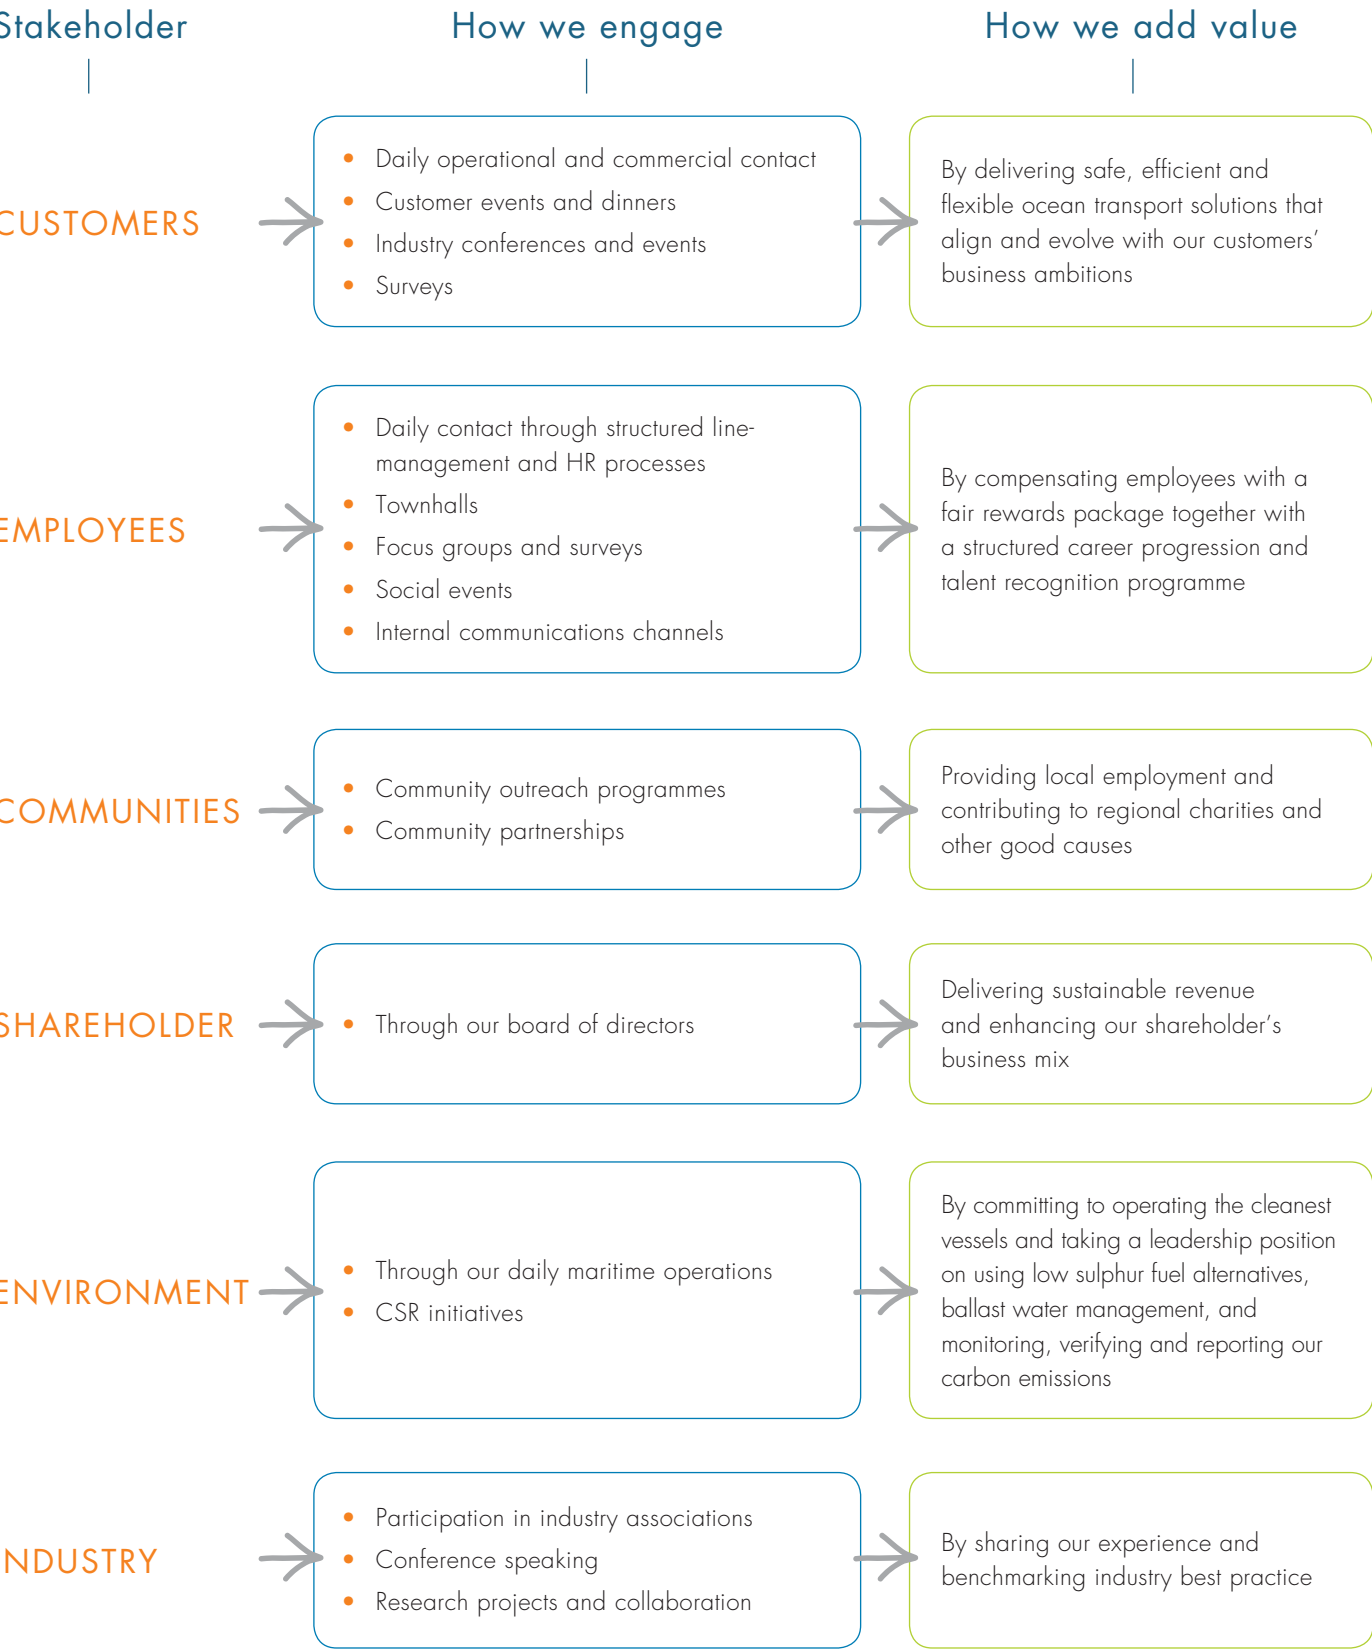 Stakeholder
How we engage
How we add value
CUSTOMERS
• Daily operational and commercial contact
• Customer events and dinners
• Industry conferences and events
• Surveys
By delivering safe, efficient and
flexible ocean transport solutions that
align and evolve with our customers’
business ambitions
EMPLOYEES
• Daily contact through structured line-
management and HR processes
• Townhalls
• Focus groups and surveys
• Social events
• Internal communications channels
By compensating employees with a
fair rewards package together with
a structured career progression and
talent recognition programme
COMMUNITIES
• Community outreach programmes
• Community partnerships
Providing local employment and
contributing to regional charities and
other good causes
SHAREHOLDER
• Through our board of directors
Delivering sustainable revenue
and enhancing our shareholder’s
business mix
ENVIRONMENT
• Through our daily maritime operations
• CSR initiatives
By committing to operating the cleanest
vessels and taking a leadership position
on using low sulphur fuel alternatives,
ballast water management, and
monitoring, verifying and reporting our
carbon emissions
INDUSTRY
• Participation in industry associations
• Conference speaking
• Research projects and collaboration
By sharing our experience and
benchmarking industry best practice